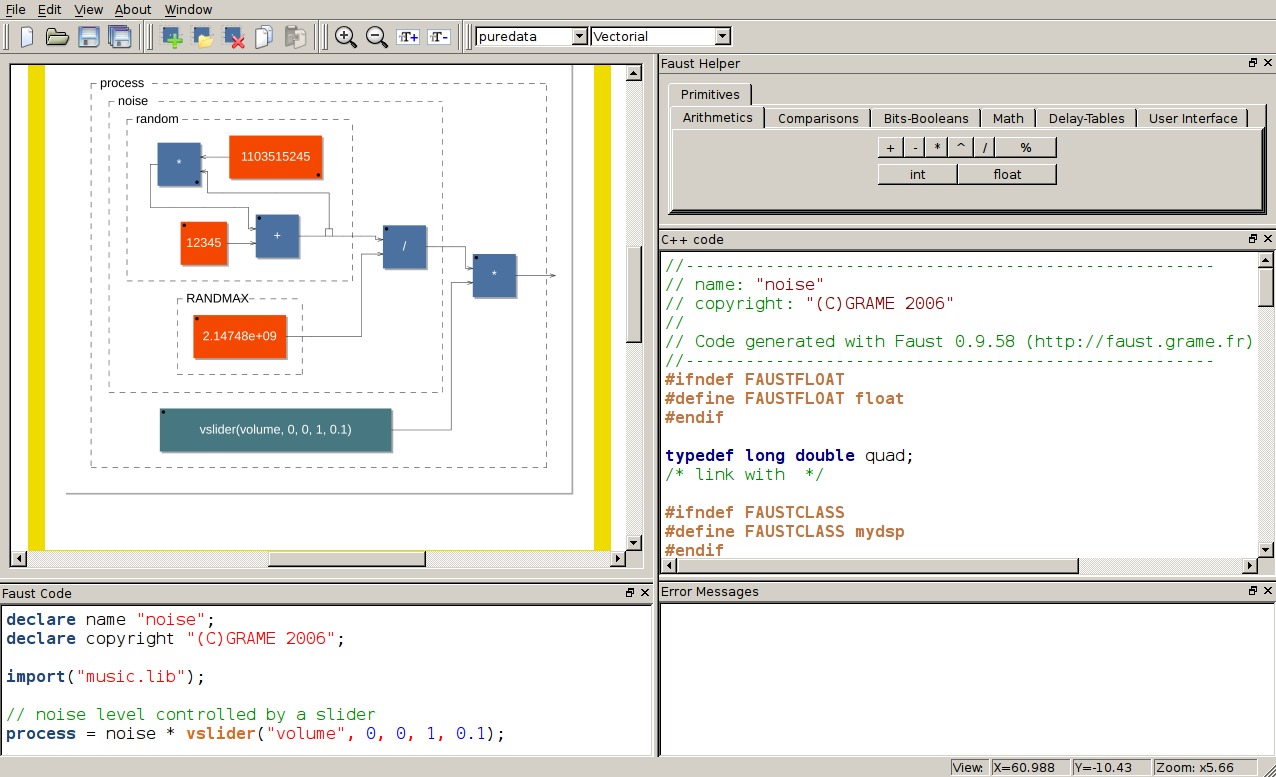 File Edit View About Window
T+ T- puredata Vectorial
process
noise
random
*
1103515245
12345
+
/
*
RANDMAX
2.14748e+09
vslider(volume, 0, 0, 1, 0.1)
Faust Code
declare name "noise";
declare copyright "(C)GRAME 2006";
import("music.lib");
// noise level controlled by a slider
process = noise * vslider("volume", 0, 0, 1, 0.1);
Faust Helper
Primitives
Arithmetics Comparisons Bits-Booleans Math Delay-Tables User Interface
+ - * ^ / %
int float
C++ code
//-----------------------------------------------------
// name: "noise"
// copyright: "(C)GRAME 2006"
//
// Code generated with Faust 0.9.58 (http://faust.grame.fr)
//-----------------------------------------------------
#ifndef FAUSTFLOAT
#define FAUSTFLOAT float
#endif
typedef long double quad;
/* link with  */
#ifndef FAUSTCLASS
#define FAUSTCLASS mydsp
#endif
Error Messages
View: X=60.988 Y=-10.43 Zoom: x5.66